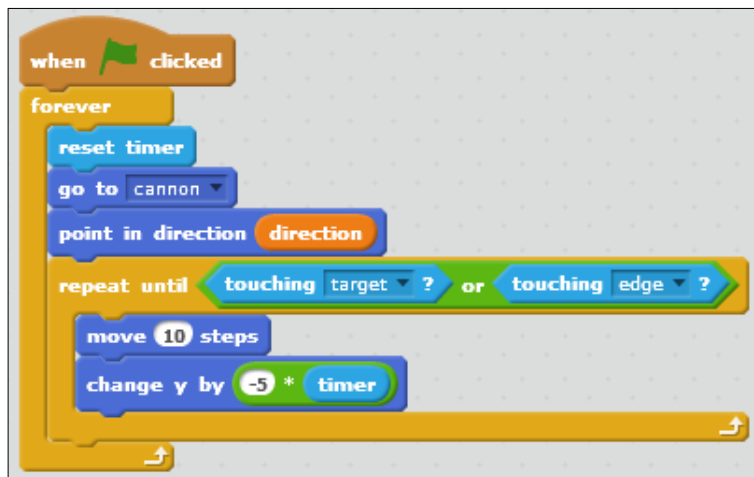 when clicked
forever
reset timer
go to cannon
point in direction direction
repeat until touching target ? or touching edge ?
move 10 steps
change y by -5 * timer